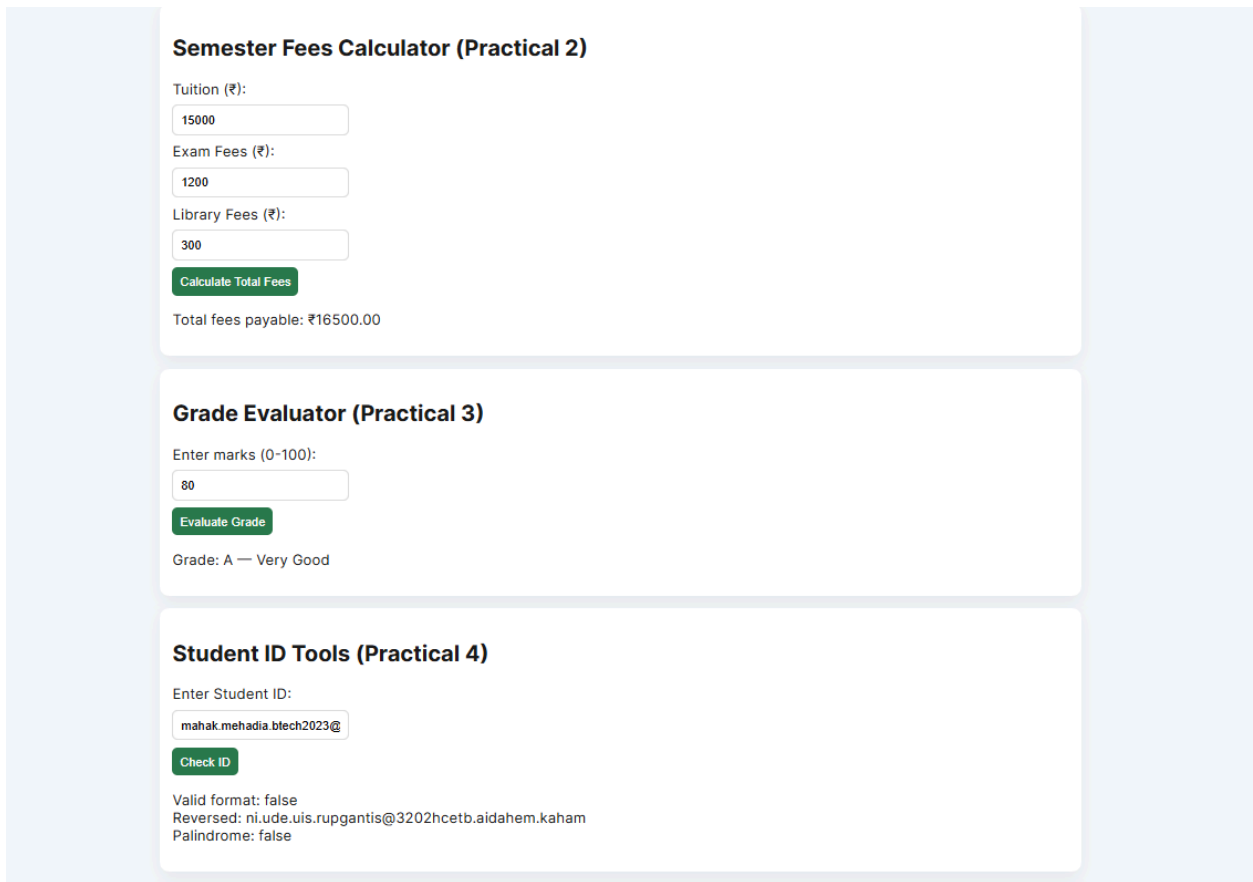 Semester Fees Calculator (Practical 2)
Tuition (₹):
15000
Exam Fees (₹):
1200
Library Fees (₹):
300
Calculate Total Fees
Total fees payable: ₹16500.00
Grade Evaluator (Practical 3)
Enter marks (0-100):
80
Evaluate Grade
Grade: A — Very Good
Student ID Tools (Practical 4)
Enter Student ID:
mahak.mehadia.btech2023@
Check ID
Valid format: false
Reversed: ni.ude.uis.rupgantis@3202hcetb.aidahem.kaham
Palindrome: false